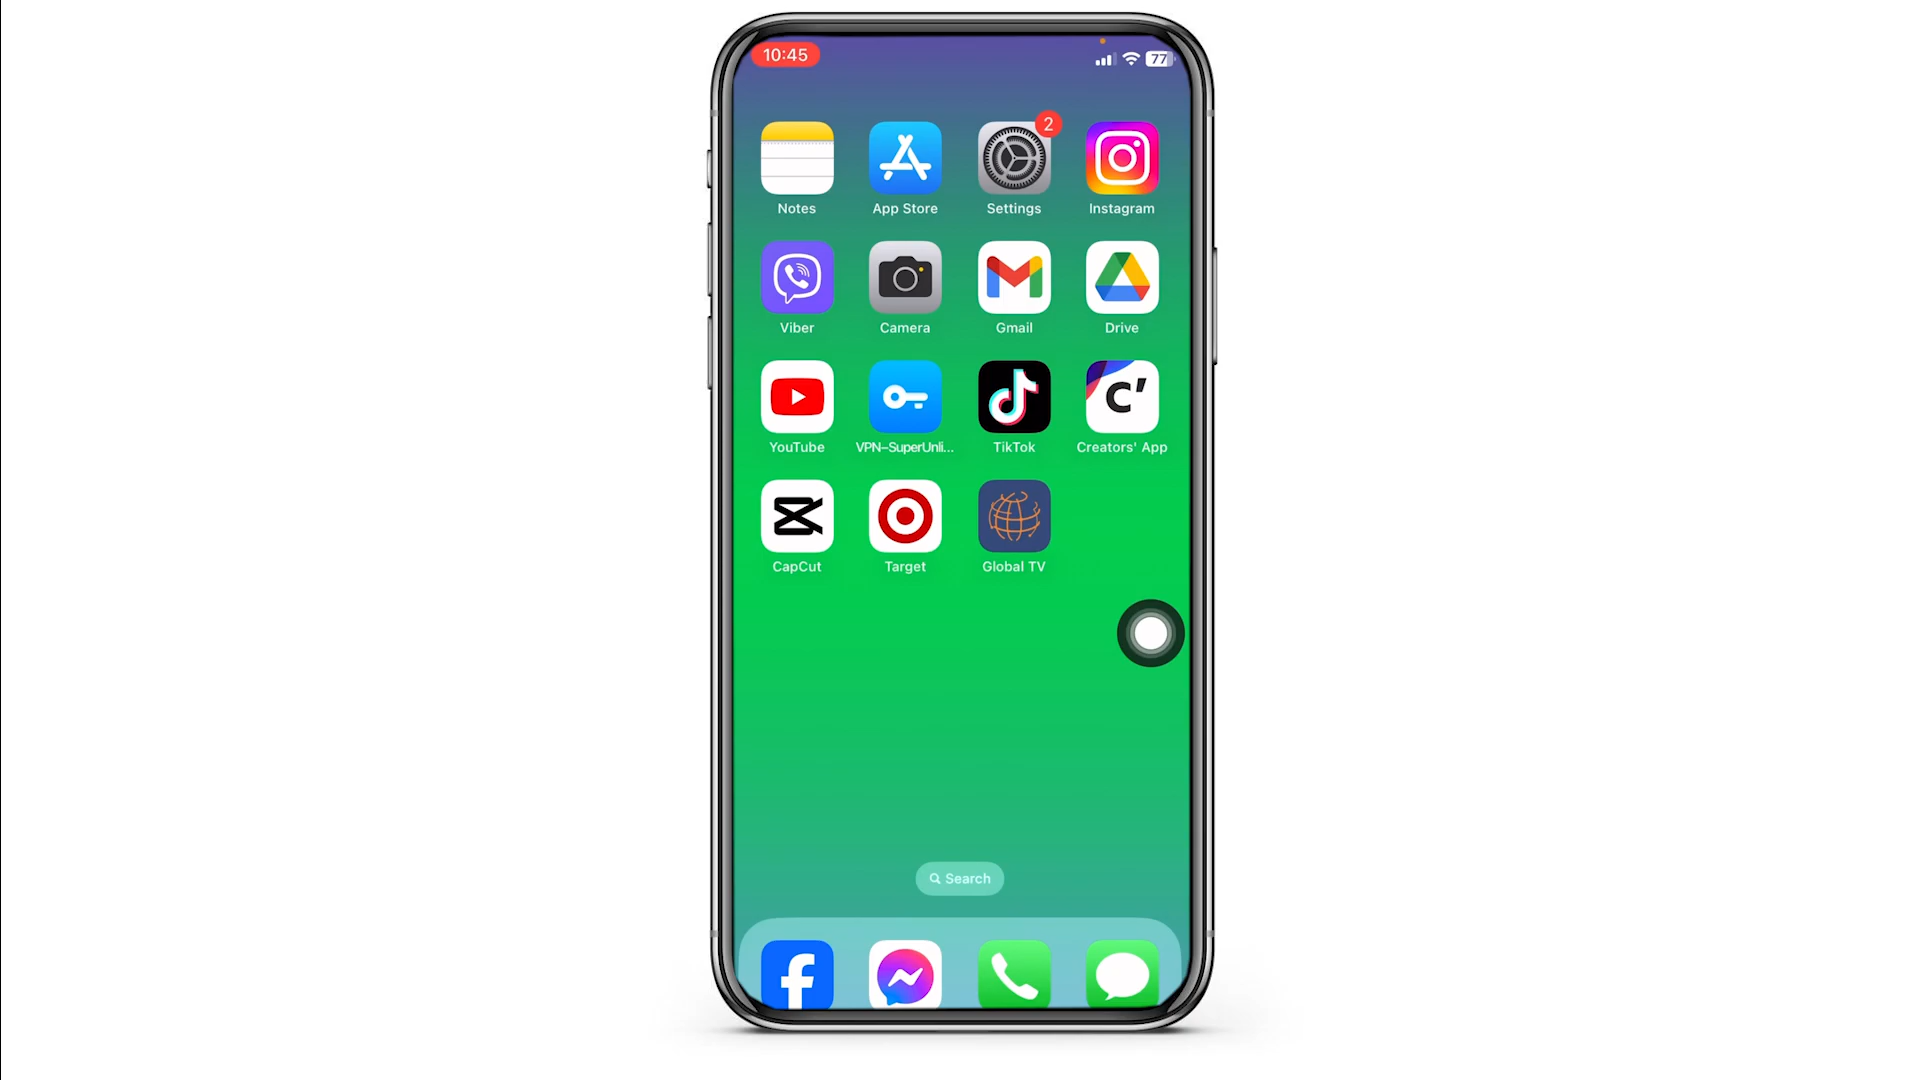 10:45
77
2
Notes
App Store
Settings
Instagram
Viber
Camera
Gmail
Drive
C'
YouTube
VPN-SuperUnli...
TikTok
Creators' App
CapCut
Target
Global TV
Search
f